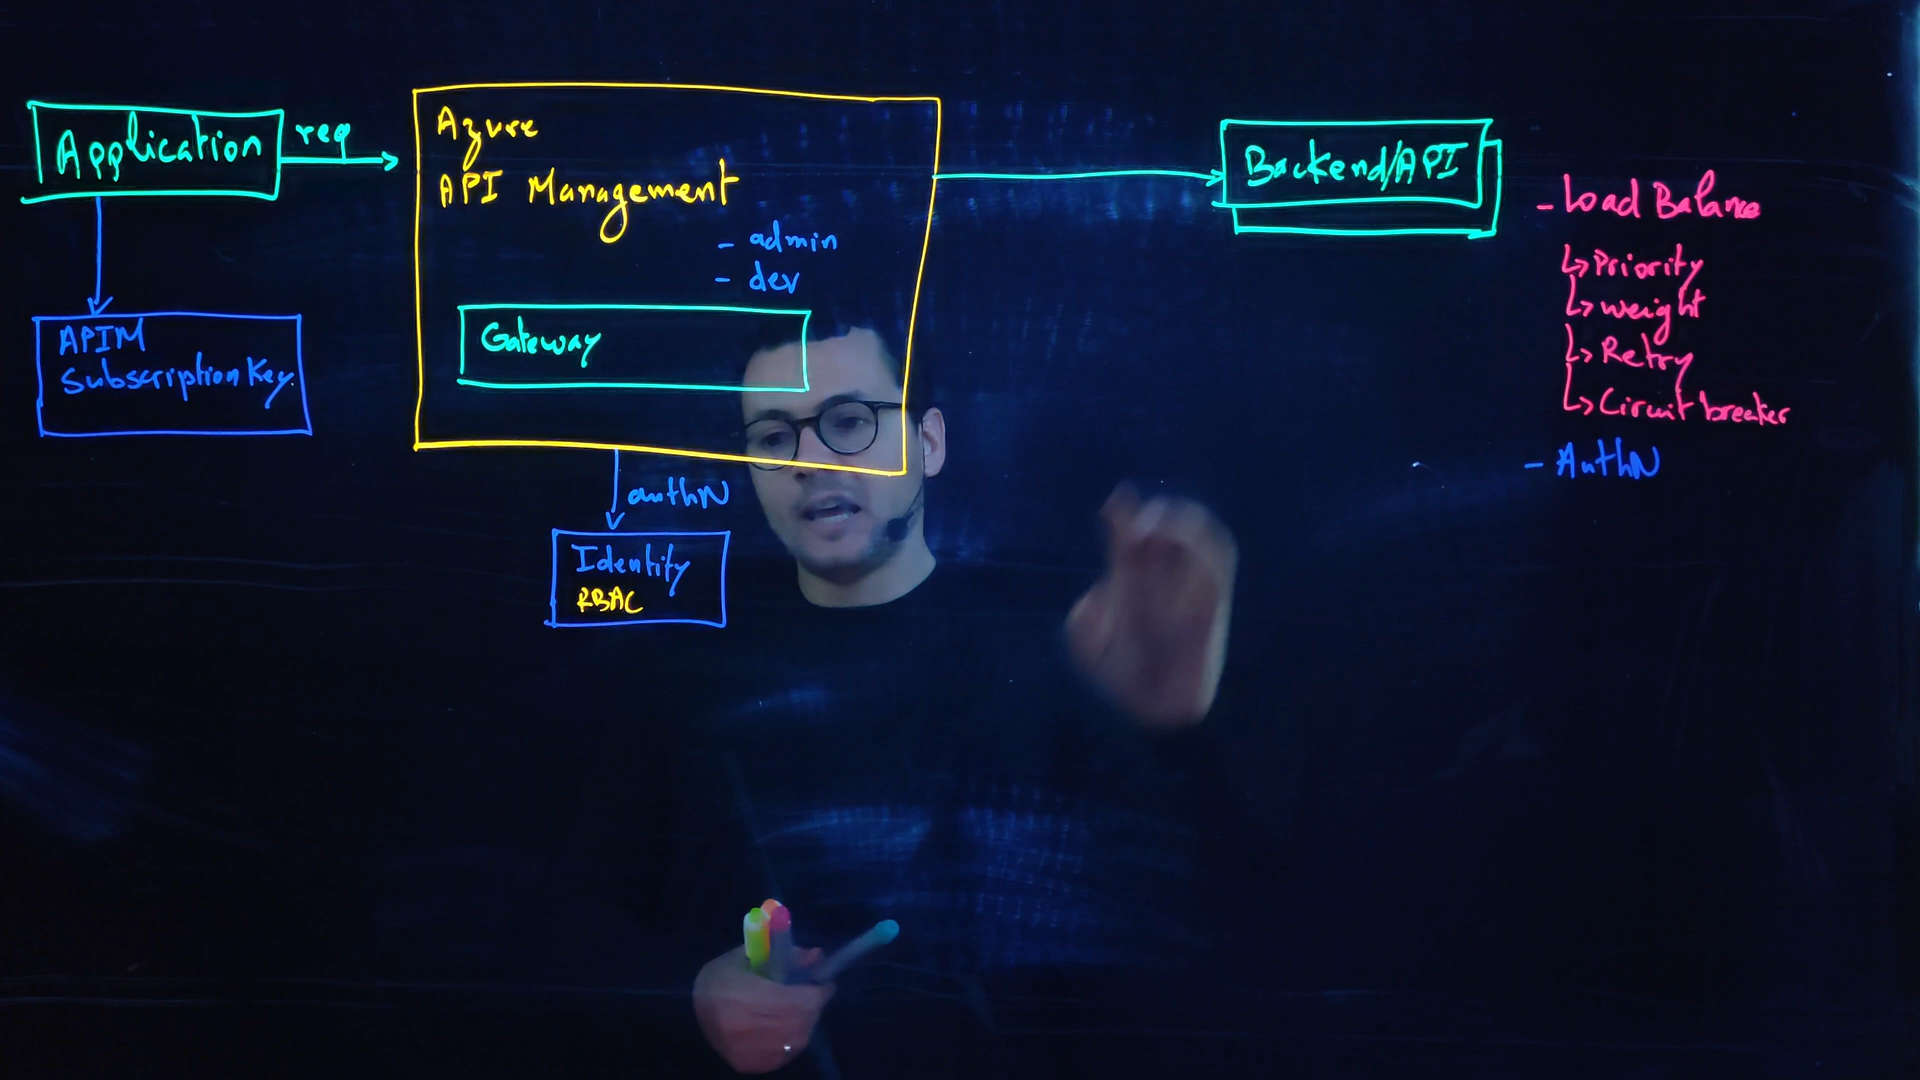 Application
req
APIM
Subscription Key
Azure
API Management
- admin
- dev
Gateway
authN
Identity
RBAC
Backend/API
- Load Balance
↳ Priority
↳ weight
↳ Retry
↳ Circuit breaker
- AuthN